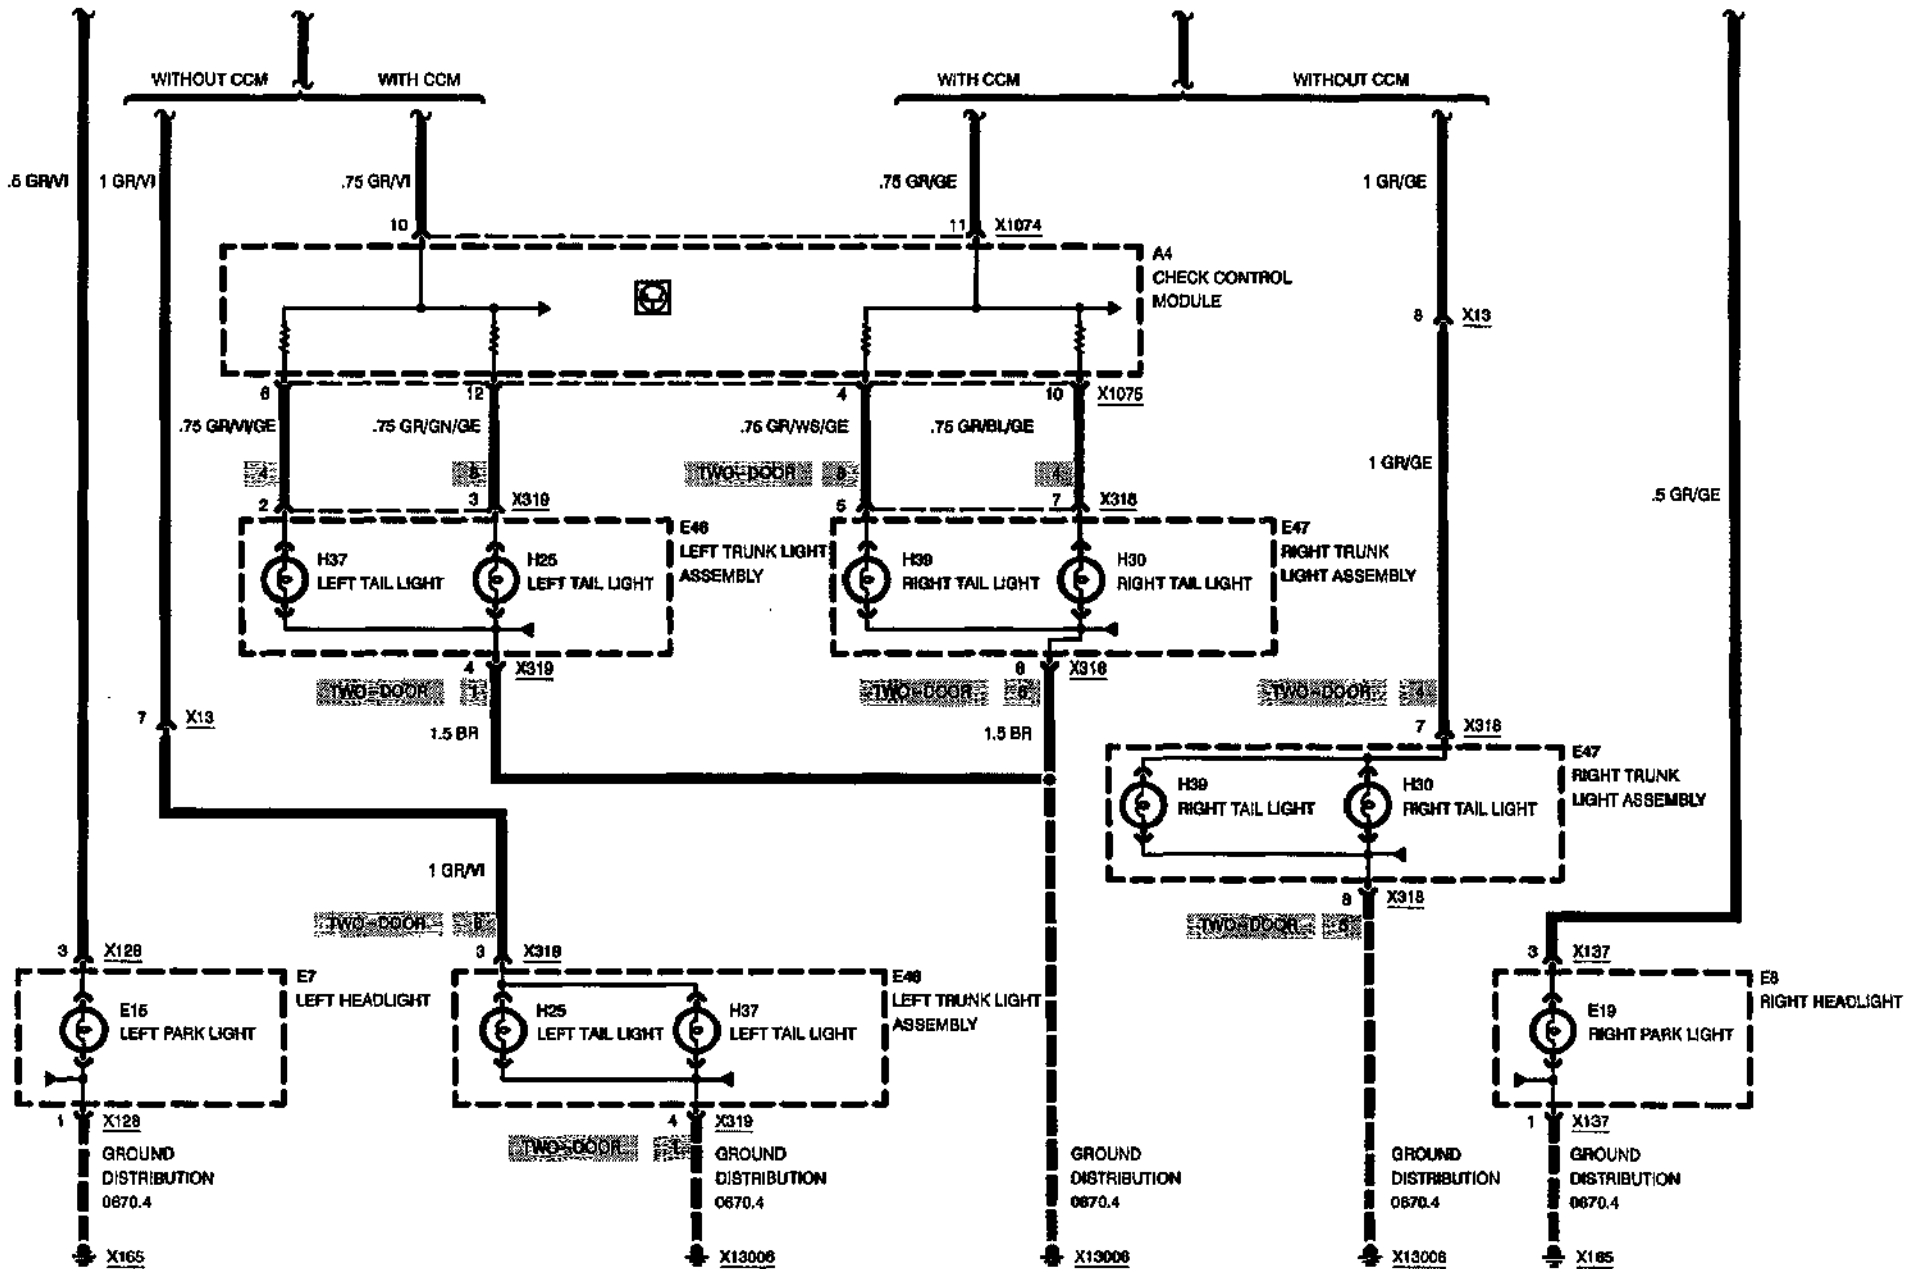 WITHOUT CCM
WITH CCM
WITH CCM
WITHOUT CCM
.5 GR/VI
1 GR/VI
.75 GR/VI
.75 GR/GE
1 GR/GE
10
11
X1074
A4
CHECK CONTROL
MODULE
8
X13
6
12
4
10
X1075
.75 GR/VI/GE
.75 GR/GN/GE
.75 GR/WS/GE
.75 GR/BL/GE
1 GR/GE
.5 GR/GE
4
TWO-DOOR
4
2
3
X319
5
7
X318
E46
LEFT TRUNK LIGHT
ASSEMBLY
H37
LEFT TAIL LIGHT
H25
LEFT TAIL LIGHT
H39
RIGHT TAIL LIGHT
H30
RIGHT TAIL LIGHT
E47
RIGHT TRUNK
LIGHT ASSEMBLY
4
X319
X318
TWO-DOOR
1
TWO-DOOR
TWO-DOOR
4
1.5 BR
1.5 BR
7
X13
7
X318
E47
RIGHT TRUNK
LIGHT ASSEMBLY
H39
RIGHT TAIL LIGHT
H30
RIGHT TAIL LIGHT
1 GR/VI
8
X318
TWO-DOOR
TWO-DOOR
3
X128
3
X319
3
X137
E7
LEFT HEADLIGHT
E15
LEFT PARK LIGHT
E46
LEFT TRUNK LIGHT
ASSEMBLY
H25
LEFT TAIL LIGHT
H37
LEFT TAIL LIGHT
E8
RIGHT HEADLIGHT
E19
RIGHT PARK LIGHT
1
X128
4
X319
1
X137
TWO-DOOR
1
GROUND
DISTRIBUTION
0670.4
GROUND
DISTRIBUTION
0670.4
GROUND
DISTRIBUTION
0670.4
GROUND
DISTRIBUTION
0670.4
GROUND
DISTRIBUTION
0670.4
X165
X13006
X13006
X13006
X165